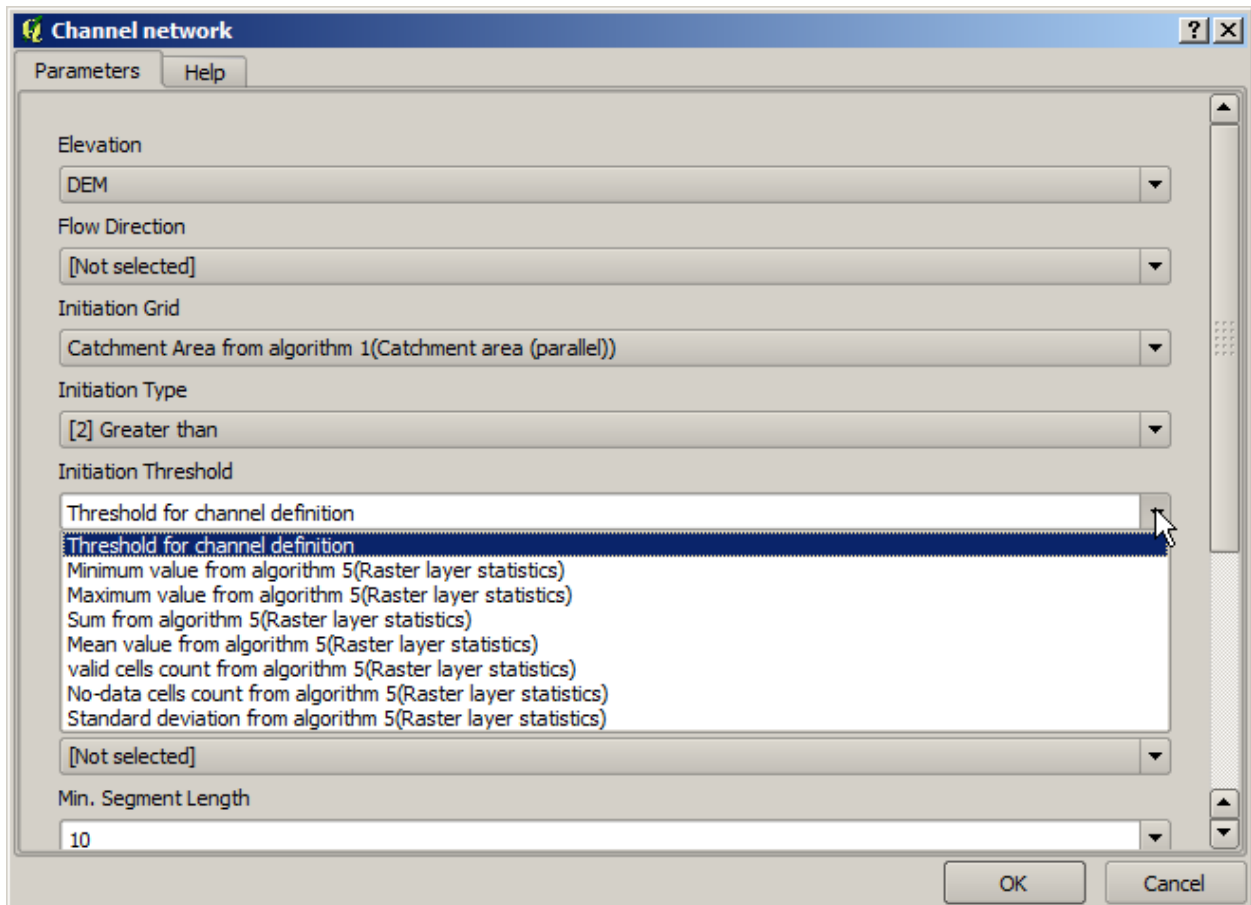 Channel network
Parameters Help
Elevation
DEM
Flow Direction
[Not selected]
Initiation Grid
Catchment Area from algorithm 1(Catchment area (parallel))
Initiation Type
[2] Greater than
Initiation Threshold
Threshold for channel definition
Threshold for channel definition
Minimum value from algorithm 5(Raster layer statistics)
Maximum value from algorithm 5(Raster layer statistics)
Sum from algorithm 5(Raster layer statistics)
Mean value from algorithm 5(Raster layer statistics)
valid cells count from algorithm 5(Raster layer statistics)
No-data cells count from algorithm 5(Raster layer statistics)
Standard deviation from algorithm 5(Raster layer statistics)
[Not selected]
Min. Segment Length
10
OK Cancel